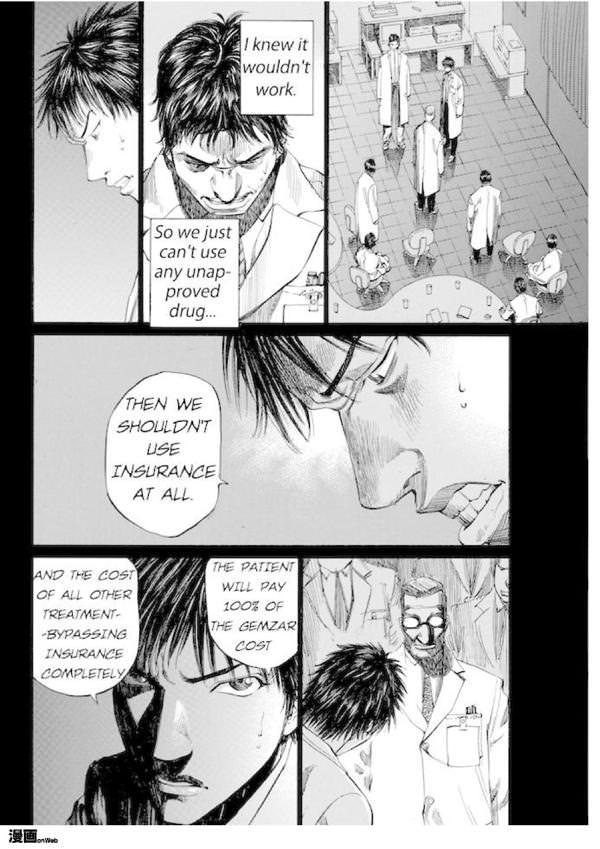 I knew it
wouldn't
work.
So we just
can't use
any unap-
proved
drug...
THEN WE
SHOULDN'T
USE
INSURANCE
AT ALL.
THE PATIENT
WILL PAY
100% OF
THE GEMZAR
COST
AND THE COST
OF ALL OTHER
TREATMENT-
-BYPASSING
INSURANCE
COMPLETELY
漫画onWeb